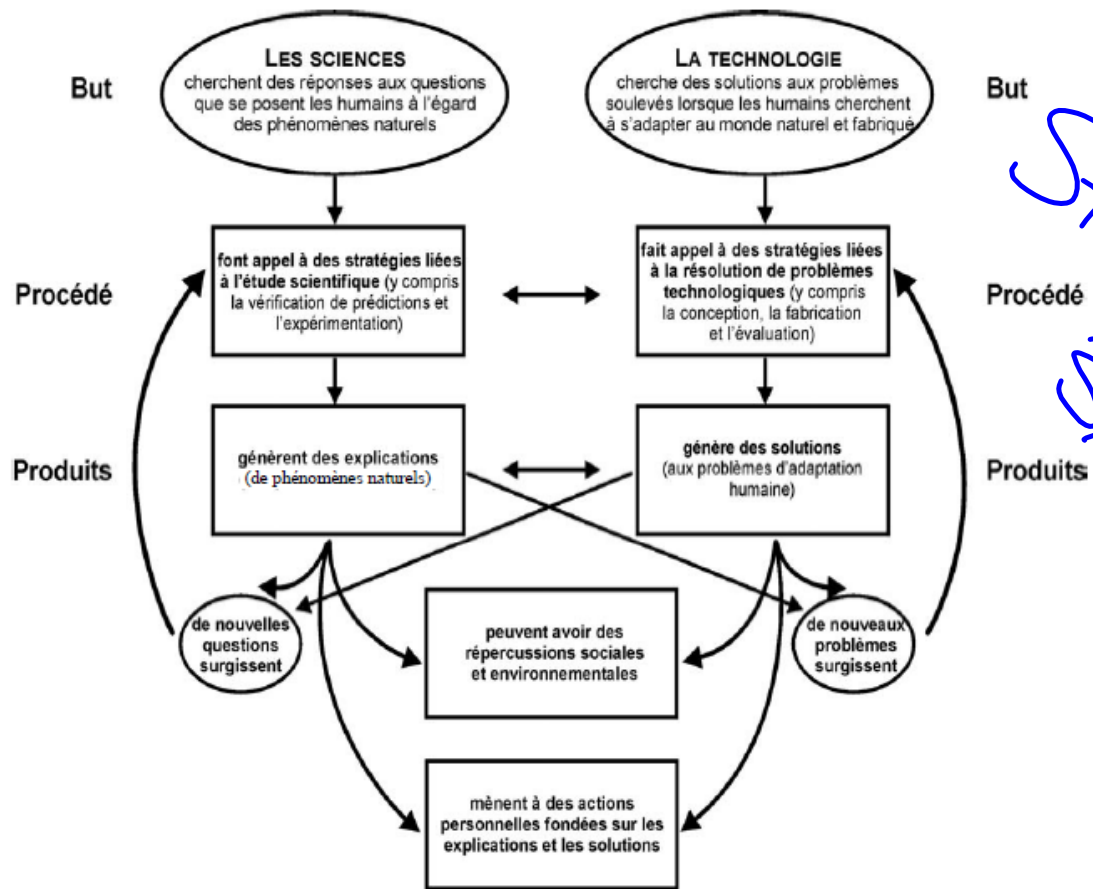 But
LES SCIENCES
cherchent des réponses aux questions
que se posent les humains à l'égard
des phénomènes naturels
LA TECHNOLOGIE
cherche des solutions aux problèmes
soulevés lorsque les humains cherchent
à s'adapter au monde naturel et fabriqué
But
Procédé
font appel à des stratégies liées
à l'étude scientifique (y compris
la vérification de prédictions et
l'expérimentation)
fait appel à des stratégies liées
à la résolution de problèmes
technologiques (y compris
la conception, la fabrication
et l'évaluation)
Procédé
Produits
génèrent des explications
(de phénomènes naturels)
génère des solutions
(aux problèmes d'adaptation
humaine)
Produits
de nouvelles
questions
surgissent
peuvent avoir des
répercussions sociales
et environnementales
de nouveaux
problèmes
surgissent
mènent à des actions
personnelles fondées sur les
explications et les solutions